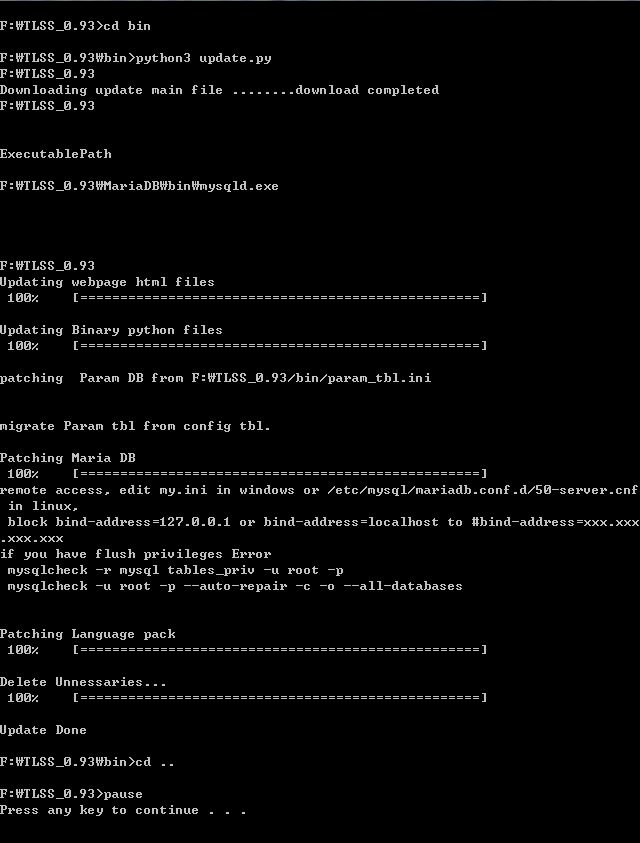 F:₩TLSS_0.93>cd bin
F:₩TLSS_0.93₩bin>python3 update.py
F:₩TLSS_0.93
Downloading update main file ........download completed
F:₩TLSS_0.93
ExecutablePath
F:₩TLSS_0.93₩MariaDB₩bin₩mysqld.exe
F:₩TLSS_0.93
Updating webpage html files
100%    [==================================================]
Updating Binary python files
100%    [==================================================]
patching  Param DB from F:₩TLSS_0.93/bin/param_tbl.ini
migrate Param tbl from config tbl.
Patching Maria DB
100%    [==================================================]
remote access, edit my.ini in windows or /etc/mysql/mariadb.conf.d/50-server.cnf
in linux,
block bind-address=127.0.0.1 or bind-address=localhost to #bind-address=xxx.xxx
.xxx.xxx
if you have flush privileges Error
mysqlcheck -r mysql tables_priv -u root -p
mysqlcheck -u root -p --auto-repair -c -o --all-databases
Patching Language pack
100%    [==================================================]
Delete Unnessaries...
100%    [==================================================]
Update Done
F:₩TLSS_0.93₩bin>cd ..
F:₩TLSS_0.93>pause
Press any key to continue . . .